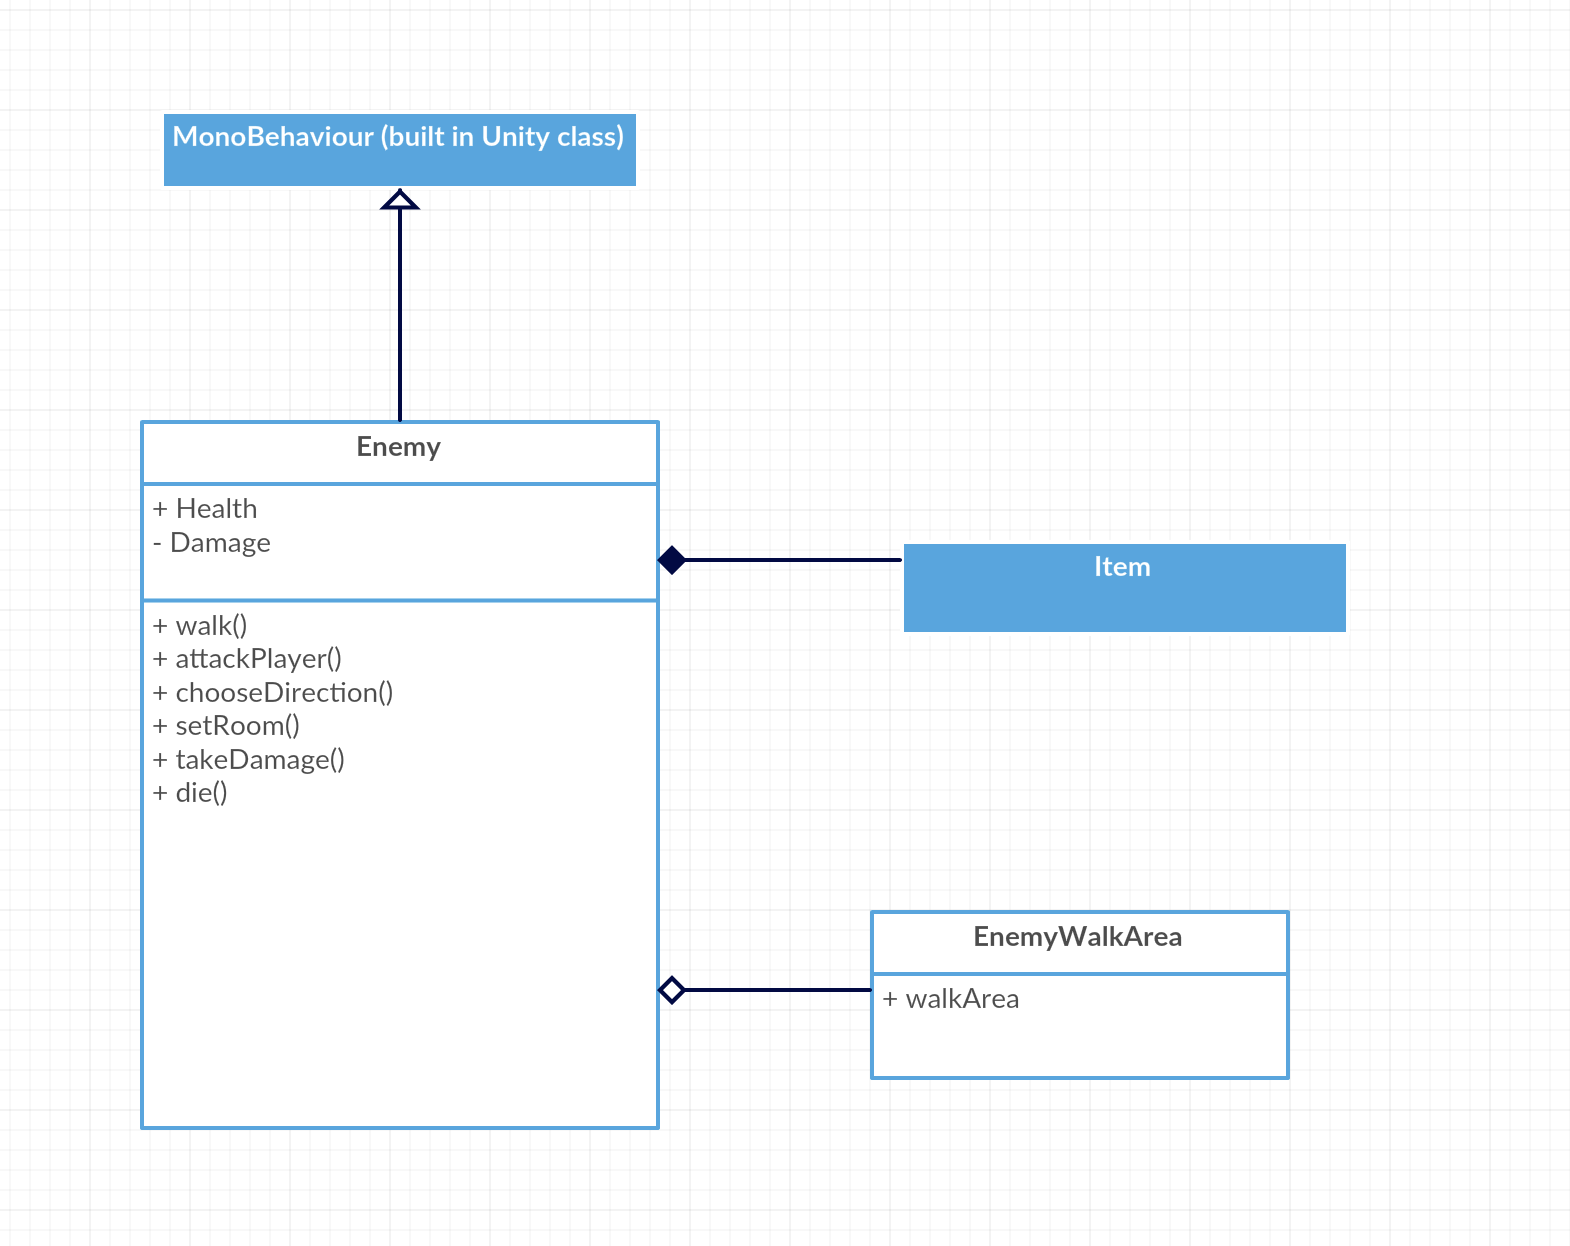 MonoBehaviour (built in Unity class)
Enemy
+ Health
- Damage
+ walk()
+ attackPlayer()
+ chooseDirection()
+ setRoom()
+ takeDamage()
+ die()
Item
EnemyWalkArea
+ walkArea